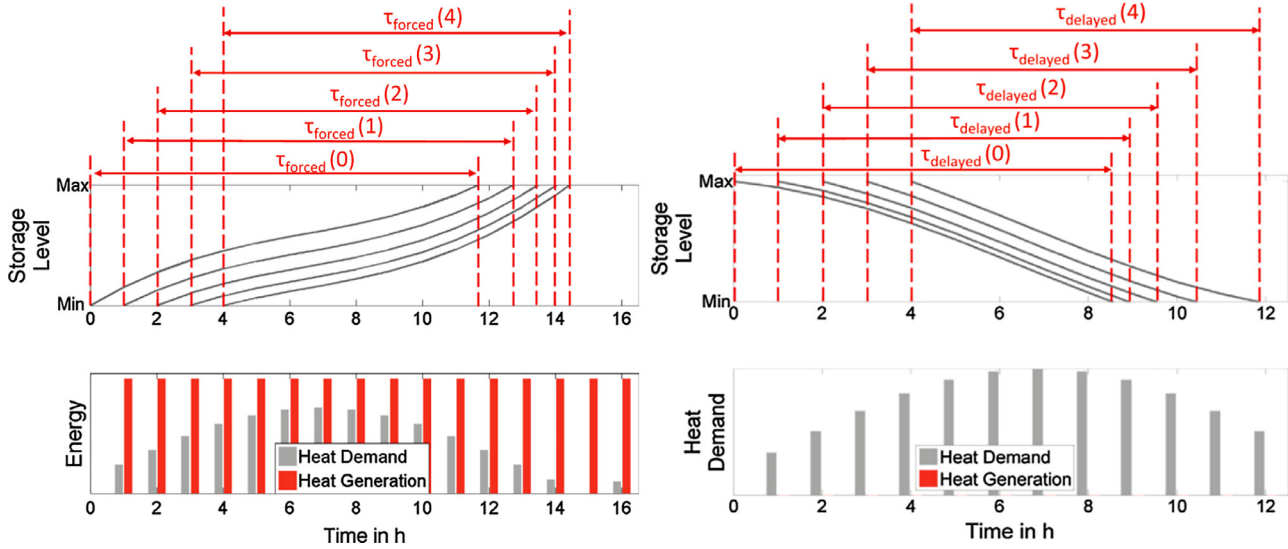 τforced (4)
τforced (3)
τforced (2)
τforced (1)
τforced (0)
Max
Storage Level
Min
0 2 4 6 8 10 12 14 16
Energy
Heat Demand
Heat Generation
0 2 4 6 8 10 12 14 16
Time in h
τdelayed (4)
τdelayed (3)
τdelayed (2)
τdelayed (1)
τdelayed (0)
Max
Storage Level
Min
0 2 4 6 8 10 12
Heat Demand
Heat Demand
Heat Generation
0 2 4 6 8 10 12
Time in h